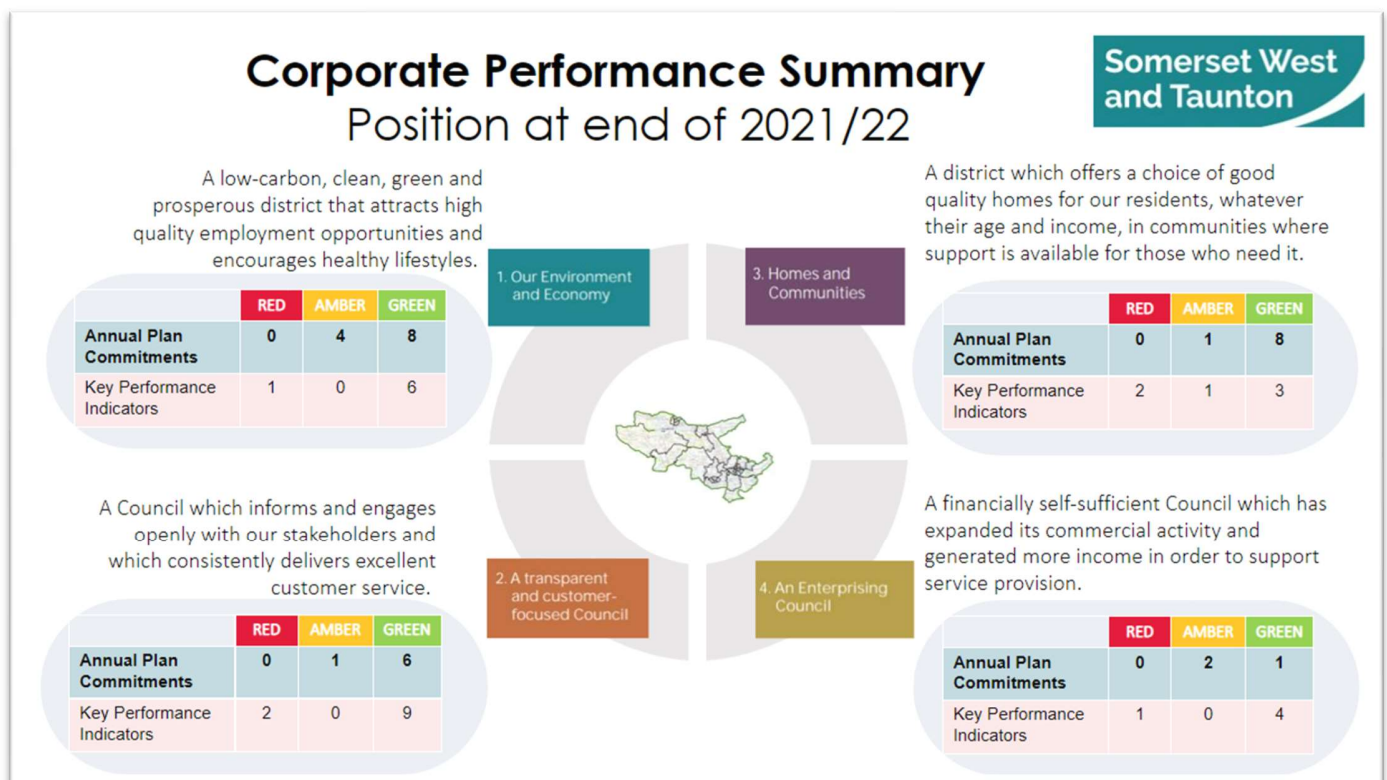 Corporate Performance Summary
Position at end of 2021/22
Somerset West
and Taunton
A low-carbon, clean, green and
prosperous district that attracts high
quality employment opportunities and
encourages healthy lifestyles.
RED AMBER GREEN
Annual Plan
Commitments
0 4 8
Key Performance
Indicators
1 0 6
1. Our Environment
and Economy
3. Homes and
Communities
A district which offers a choice of good
quality homes for our residents, whatever
their age and income, in communities where
support is available for those who need it.
RED AMBER GREEN
Annual Plan
Commitments
0 1 8
Key Performance
Indicators
2 1 3
A Council which informs and engages
openly with our stakeholders and
which consistently delivers excellent
customer service.
RED AMBER GREEN
Annual Plan
Commitments
0 1 6
Key Performance
Indicators
2 0 9
2. A transparent
and customer-
focused Council
4. An Enterprising
Council
A financially self-sufficient Council which has
expanded its commercial activity and
generated more income in order to support
service provision.
RED AMBER GREEN
Annual Plan
Commitments
0 2 1
Key Performance
Indicators
1 0 4